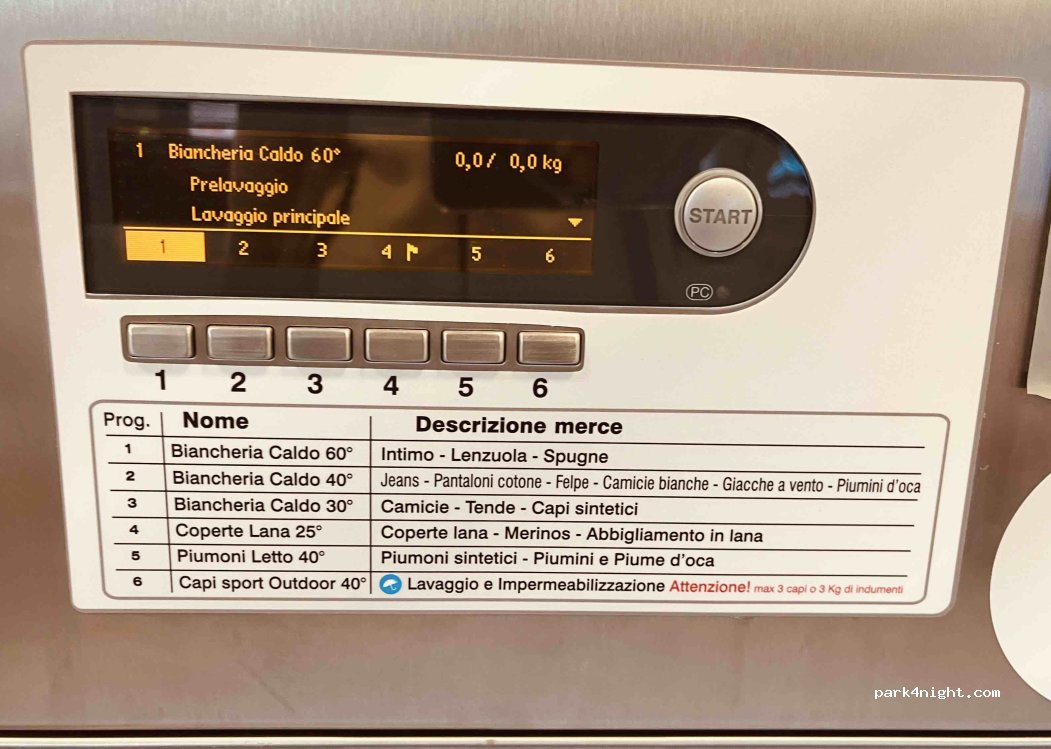 1 Biancheria Caldo 60° 0,0/ 0,0 kg
Prelavaggio
Lavaggio principale
1 2 3 4 5 6
START
PC
1 2 3 4 5 6
Prog. Nome Descrizione merce
1 Biancheria Caldo 60° Intimo - Lenzuola - Spugne
2 Biancheria Caldo 40° Jeans - Pantaloni cotone - Felpe - Camicie bianche - Giacche a vento - Piumini d'oca
3 Biancheria Caldo 30° Camicie - Tende - Capi sintetici
4 Coperte Lana 25° Coperte lana - Merinos - Abbigliamento in lana
5 Piumoni Letto 40° Piumoni sintetici - Piumini e Piume d'oca
6 Capi sport Outdoor 40° Lavaggio e Impermeabilizzazione Attenzione! max 3 capi o 3 Kg di indumenti
park4night.com